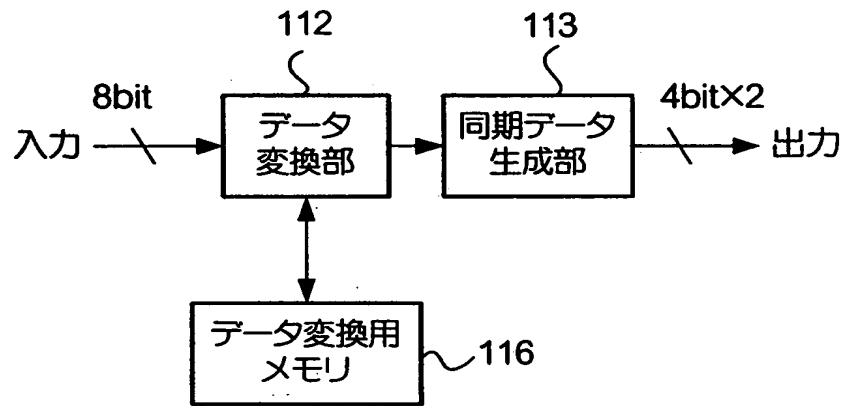 112
113
8bit
4bit×2
入力
データ
変換部
同期データ
生成部
出力
データ変換用
メモリ
116